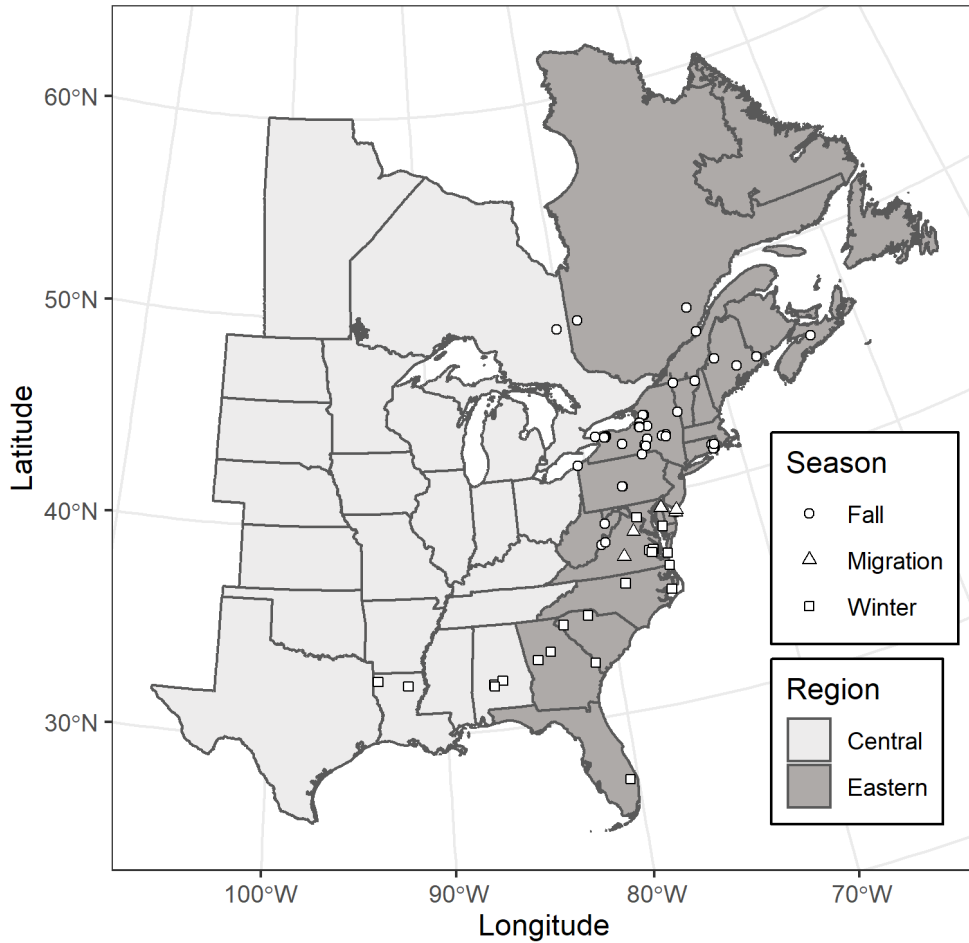 60°N
50°N
40°N
30°N
Latitude
100°W
90°W
80°W
70°W
Longitude
Season
Fall
Migration
Winter
Region
Central
Eastern